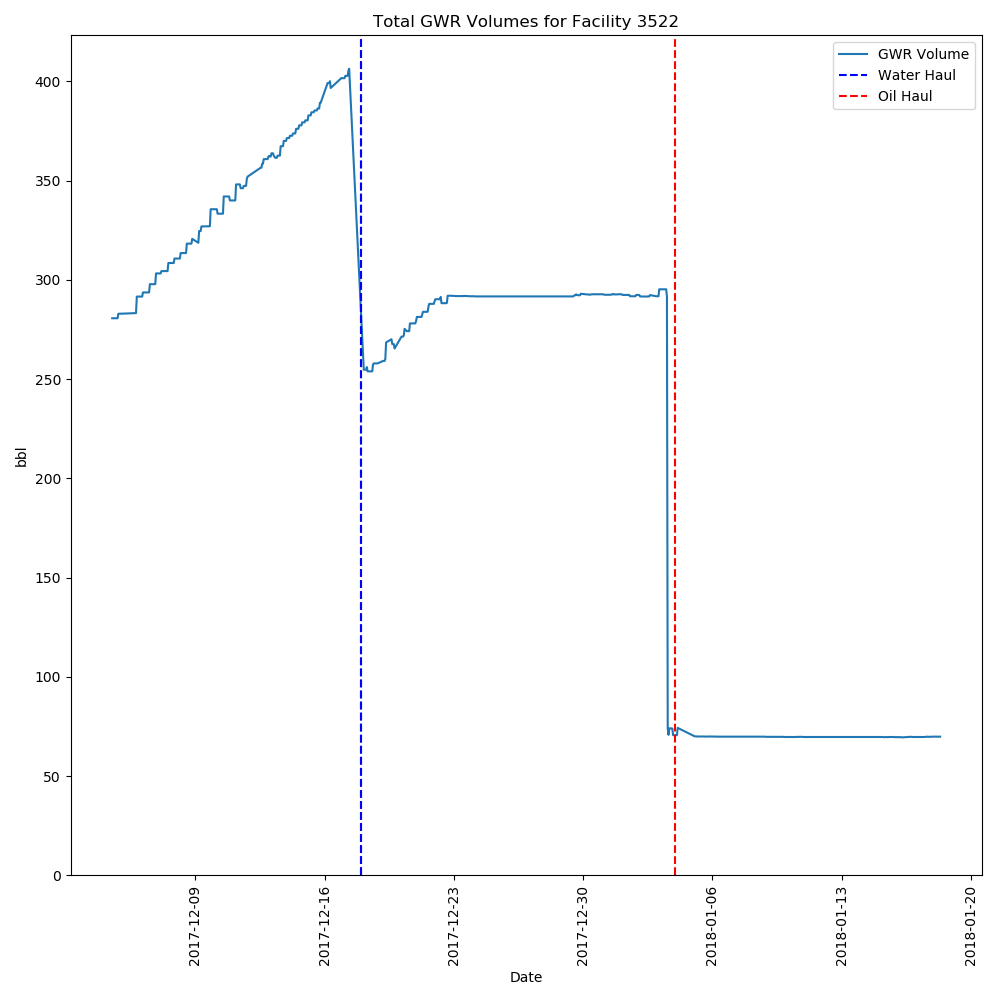 Total GWR Volumes for Facility 3522
GWR Volume
Water Haul
Oil Haul
400
350
300
250
200
150
100
50
0
bbl
2017-12-09
2017-12-16
2017-12-23
2017-12-30
2018-01-06
2018-01-13
2018-01-20
Date